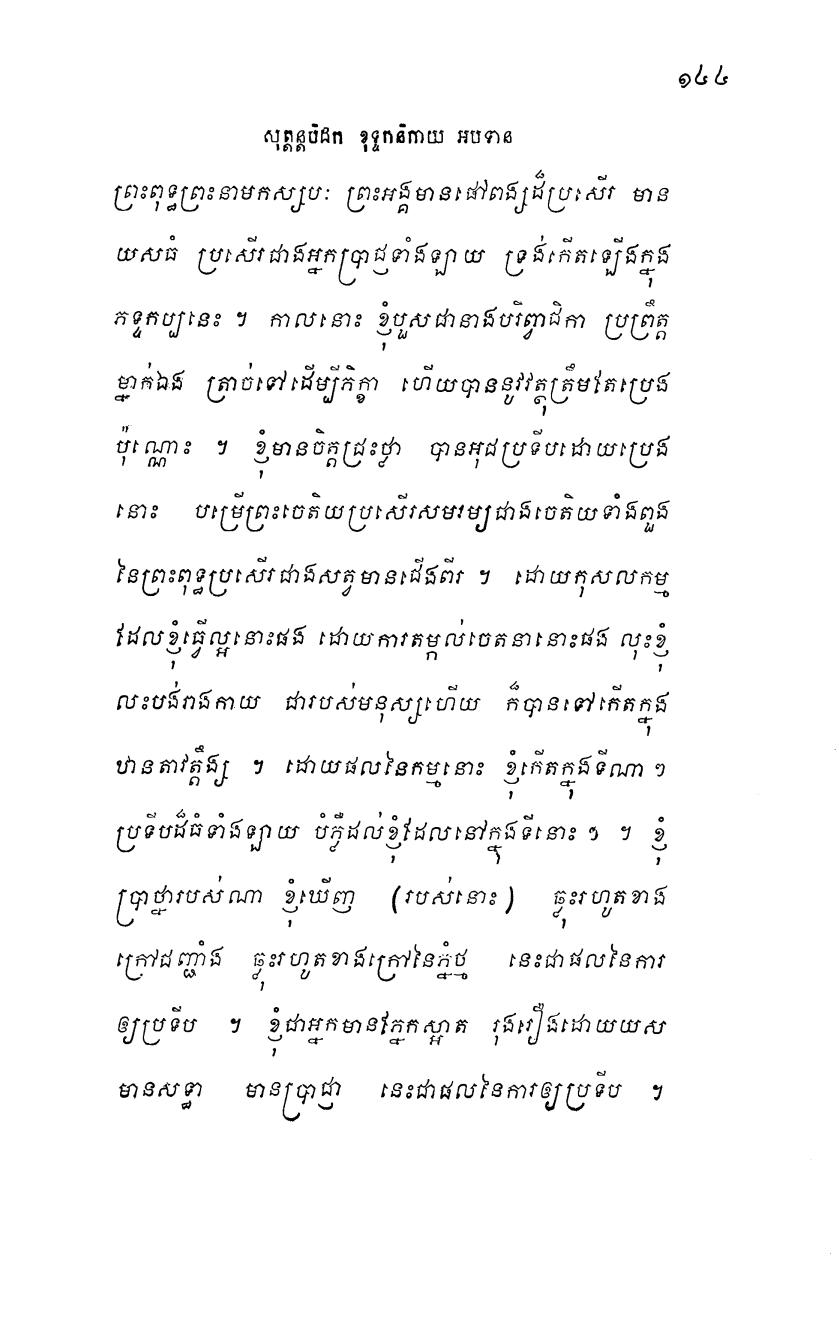 ១៤៤
សុត្តន្តបិដក ខុទ្ទកនិកាយ អបទាន
ព្រះពុទ្ធព្រះនាមកស្សបៈ ព្រះអង្គមានផៅពង្សដ៏ប្រសើរ មាន
យសធំ ប្រសើរជាងអ្នកប្រាជ្ញទាំងឡាយ ទ្រង់កើតឡើងក្នុង
ភទ្ទកប្បនេះ ។ កាលនោះ ខ្ញុំបួសជានាងបរិព្វាជិកា ប្រព្រឹត្ត
ម្នាក់ឯង ត្រាច់ទៅដើម្បីភិក្ខា ហើយបាននូវវត្ថុត្រឹមតែប្រេង
ប៉ុណ្ណោះ ។ ខ្ញុំមានចិត្តជ្រះថ្លា បានអុជប្រទីបដោយប្រេង
នោះ បម្រើព្រះចេតិយប្រសើរសមរម្យជាងចេតិយទាំងពួង
នៃព្រះពុទ្ធប្រសើរជាងសត្វមានជើងពីរ ។ ដោយកុសលកម្ម
ដែលខ្ញុំធ្វើល្អនោះផង ដោយការតម្កល់ចេតនានោះផង លុះខ្ញុំ
លះបង់រាងកាយ ជារបស់មនុស្សហើយ ក៏បានទៅកើតក្នុង
ឋានតាវត្តឹង្ស ។ ដោយផលនៃកម្មនោះ ខ្ញុំកើតក្នុងទីណា ៗ
ប្រទីបដ៏ធំទាំងឡាយ បំភ្លឺដល់ខ្ញុំដែលនៅក្នុងទីនោះ ៗ ។ ខ្ញុំ
ប្រាថ្នារបស់ណា ខ្ញុំឃើញ (របស់នោះ) ធ្លុះរហូតខាង
ក្រៅជញ្ជាំង ធ្លុះរហូតខាងក្រៅនៃភ្នំថ្ម នេះជាផលនៃការ
ឲ្យប្រទីប ។ ខ្ញុំជាអ្នកមានភ្នែកស្អាត រុងរឿងដោយយស
មានសទ្ធា មានប្រាជ្ញា នេះជាផលនៃការឲ្យប្រទីប ។